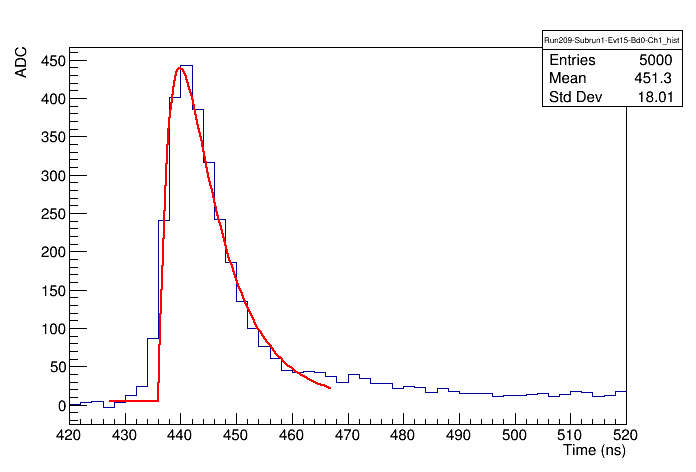 Run209-Subrun1-Evt15-Bd0-Ch1_hist
Entries 5000
Mean 451.3
Std Dev 18.01
ADC
450
400
350
300
250
200
150
100
50
0
420 430 440 450 460 470 480 490 500 510 520
Time (ns)